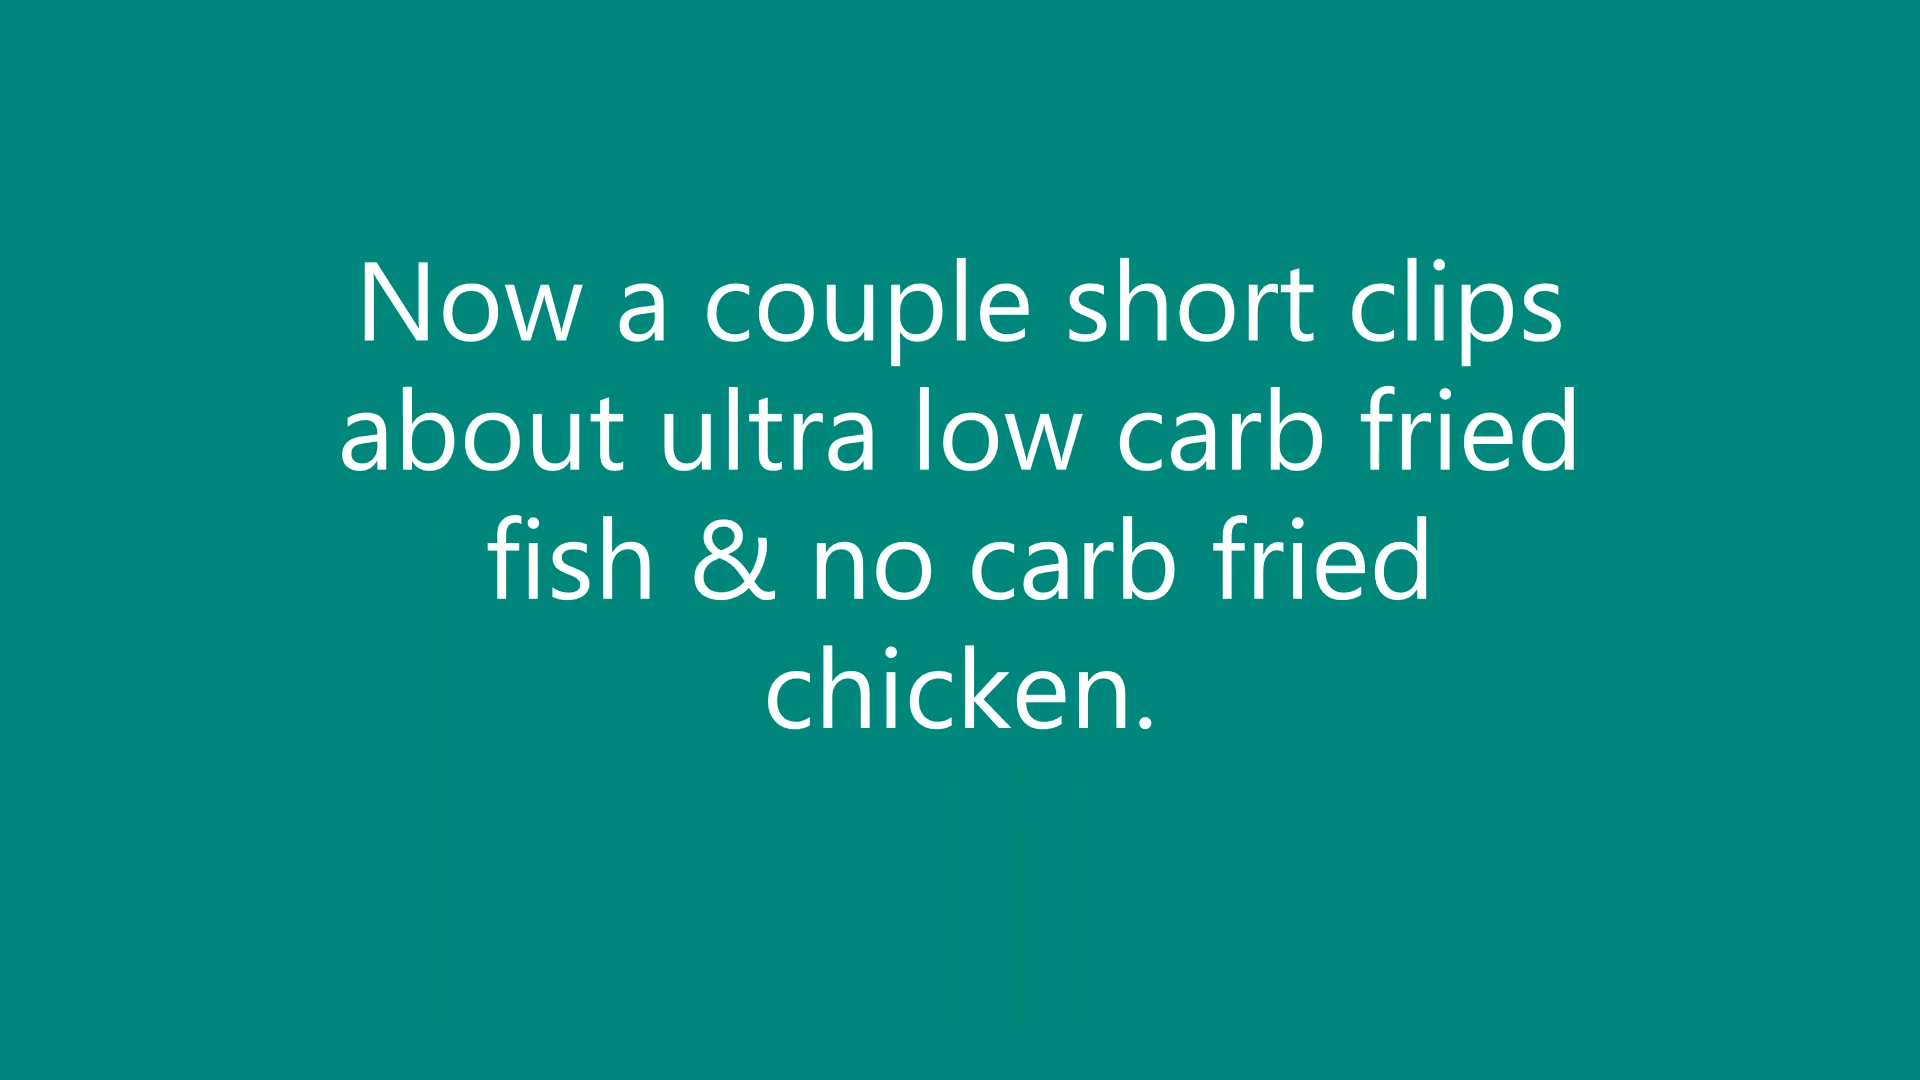 Now a couple short clips
about ultra low carb fried
fish & no carb fried
chicken.